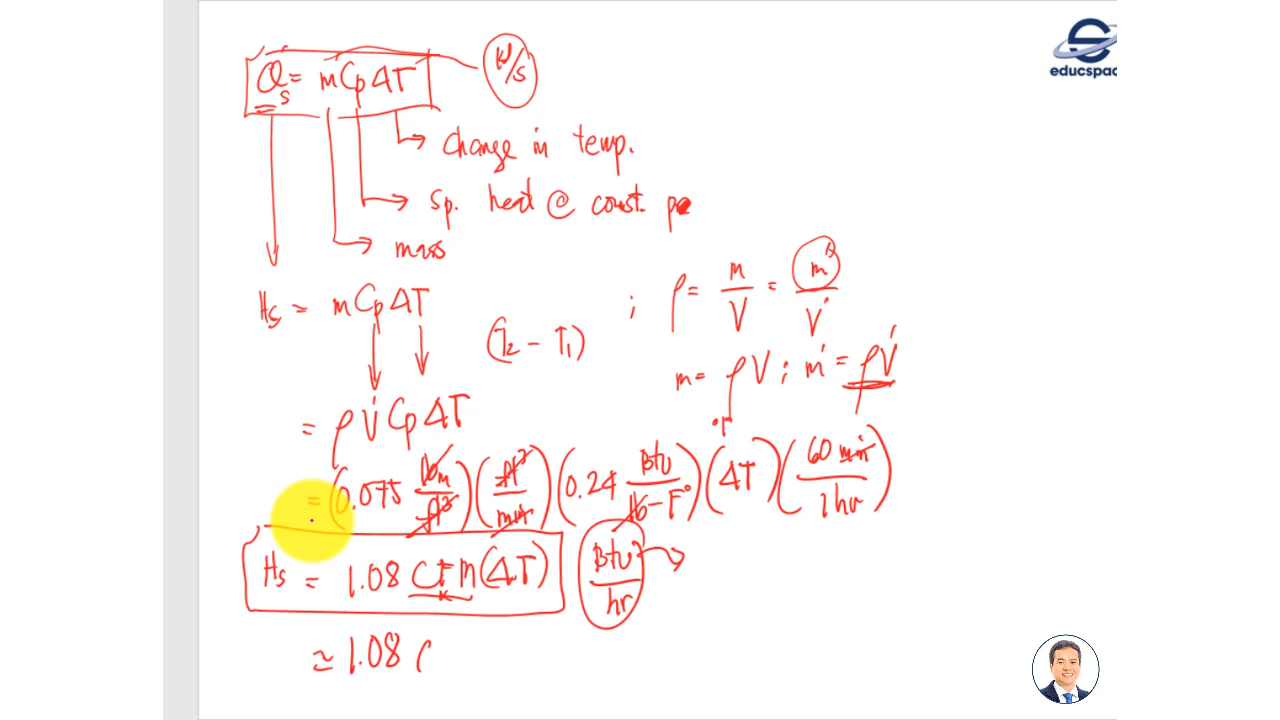 educspac
Qs = mCpΔT
kJ/s
change in temp.
Sp. heat @ const. p
mass
Hs = mCpΔT
(T2 - T1)
; ρ = m/V = ṁ/V̇
m = ρV ; ṁ = ρV̇
= ρV̇CpΔT
°F
= (0.075 lbm/ft³)(ft³/min)(0.24 Btu/lb-F°)(ΔT)(60 min/1 hr)
Hs = 1.08 CFM(ΔT) Btu/hr
≃ 1.08 (